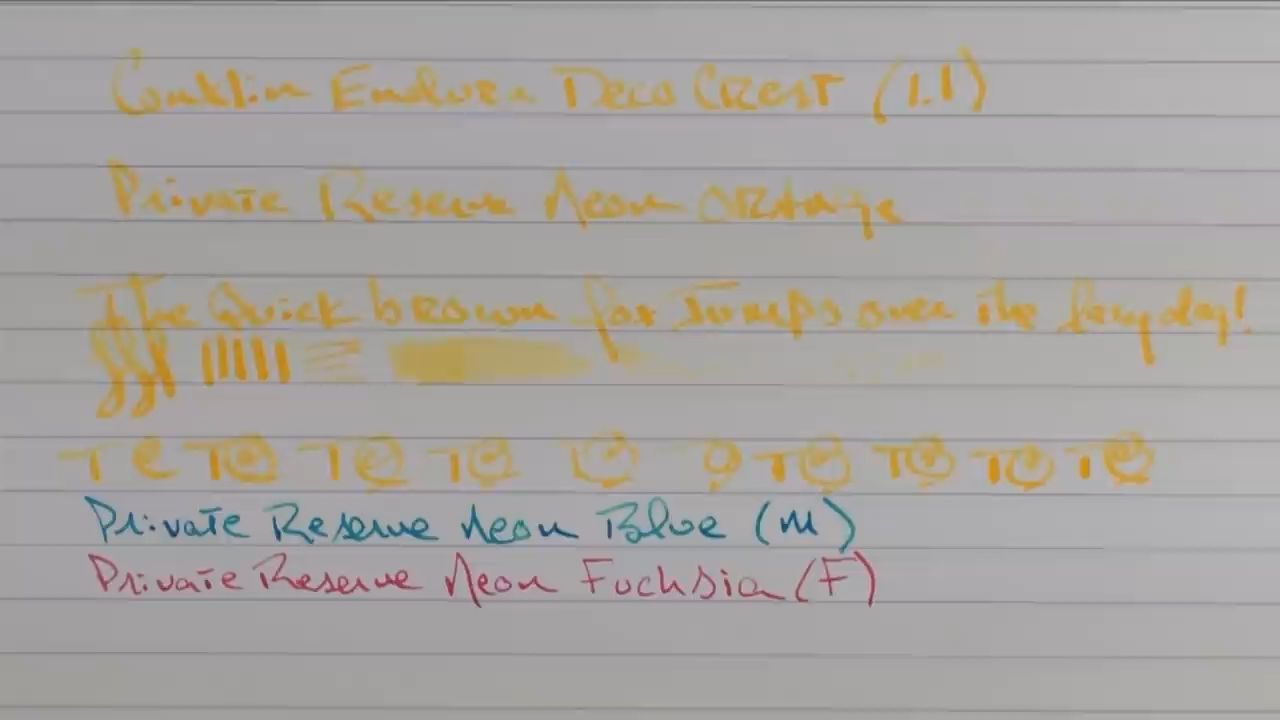 Conklin Endura Deco Crest (1.1)
Private Reserve Neon Orange
The Quick brown fox Jumps over the lazy dog!
Private Reserve Neon Blue (M)
Private Reserve Neon Fuchsia (F)